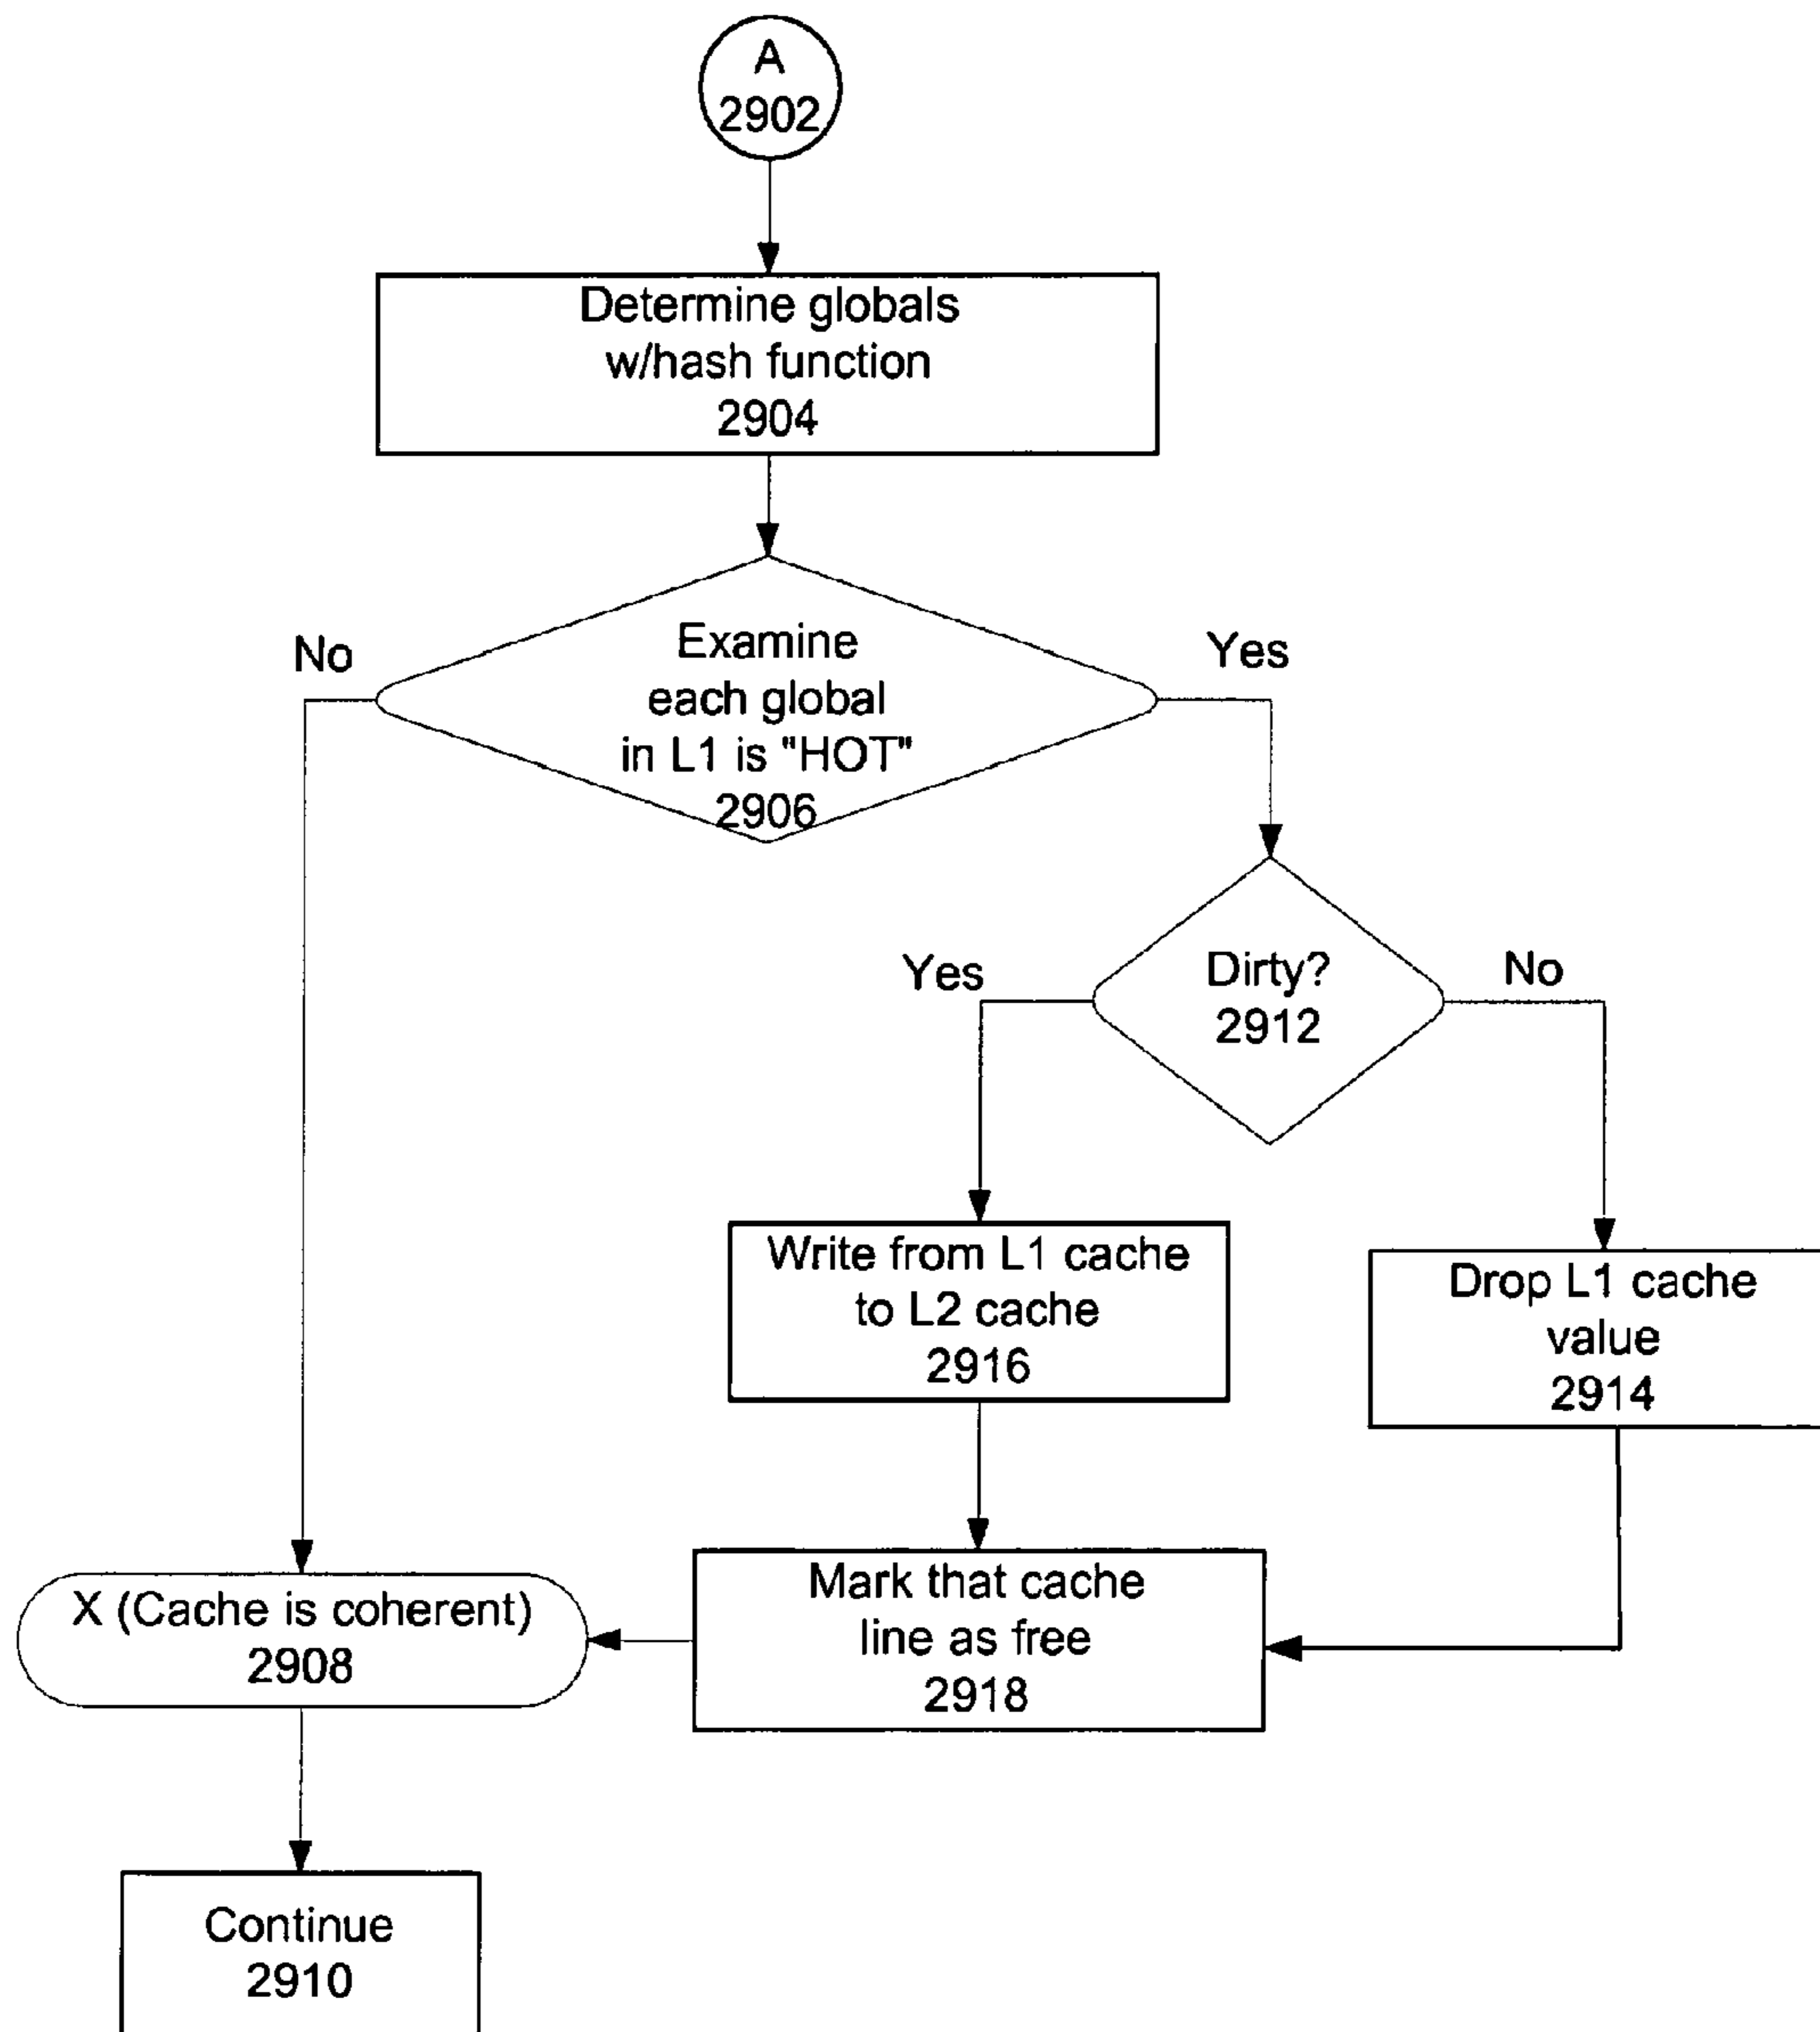 A
2902
Determine globals
w/hash function
2904
No
Examine
each global
in L1 is "HOT"
2906
Yes
Yes
Dirty?
2912
No
Write from L1 cache
to L2 cache
2916
Drop L1 cache
value
2914
X (Cache is coherent)
2908
Mark that cache
line as free
2918
Continue
2910